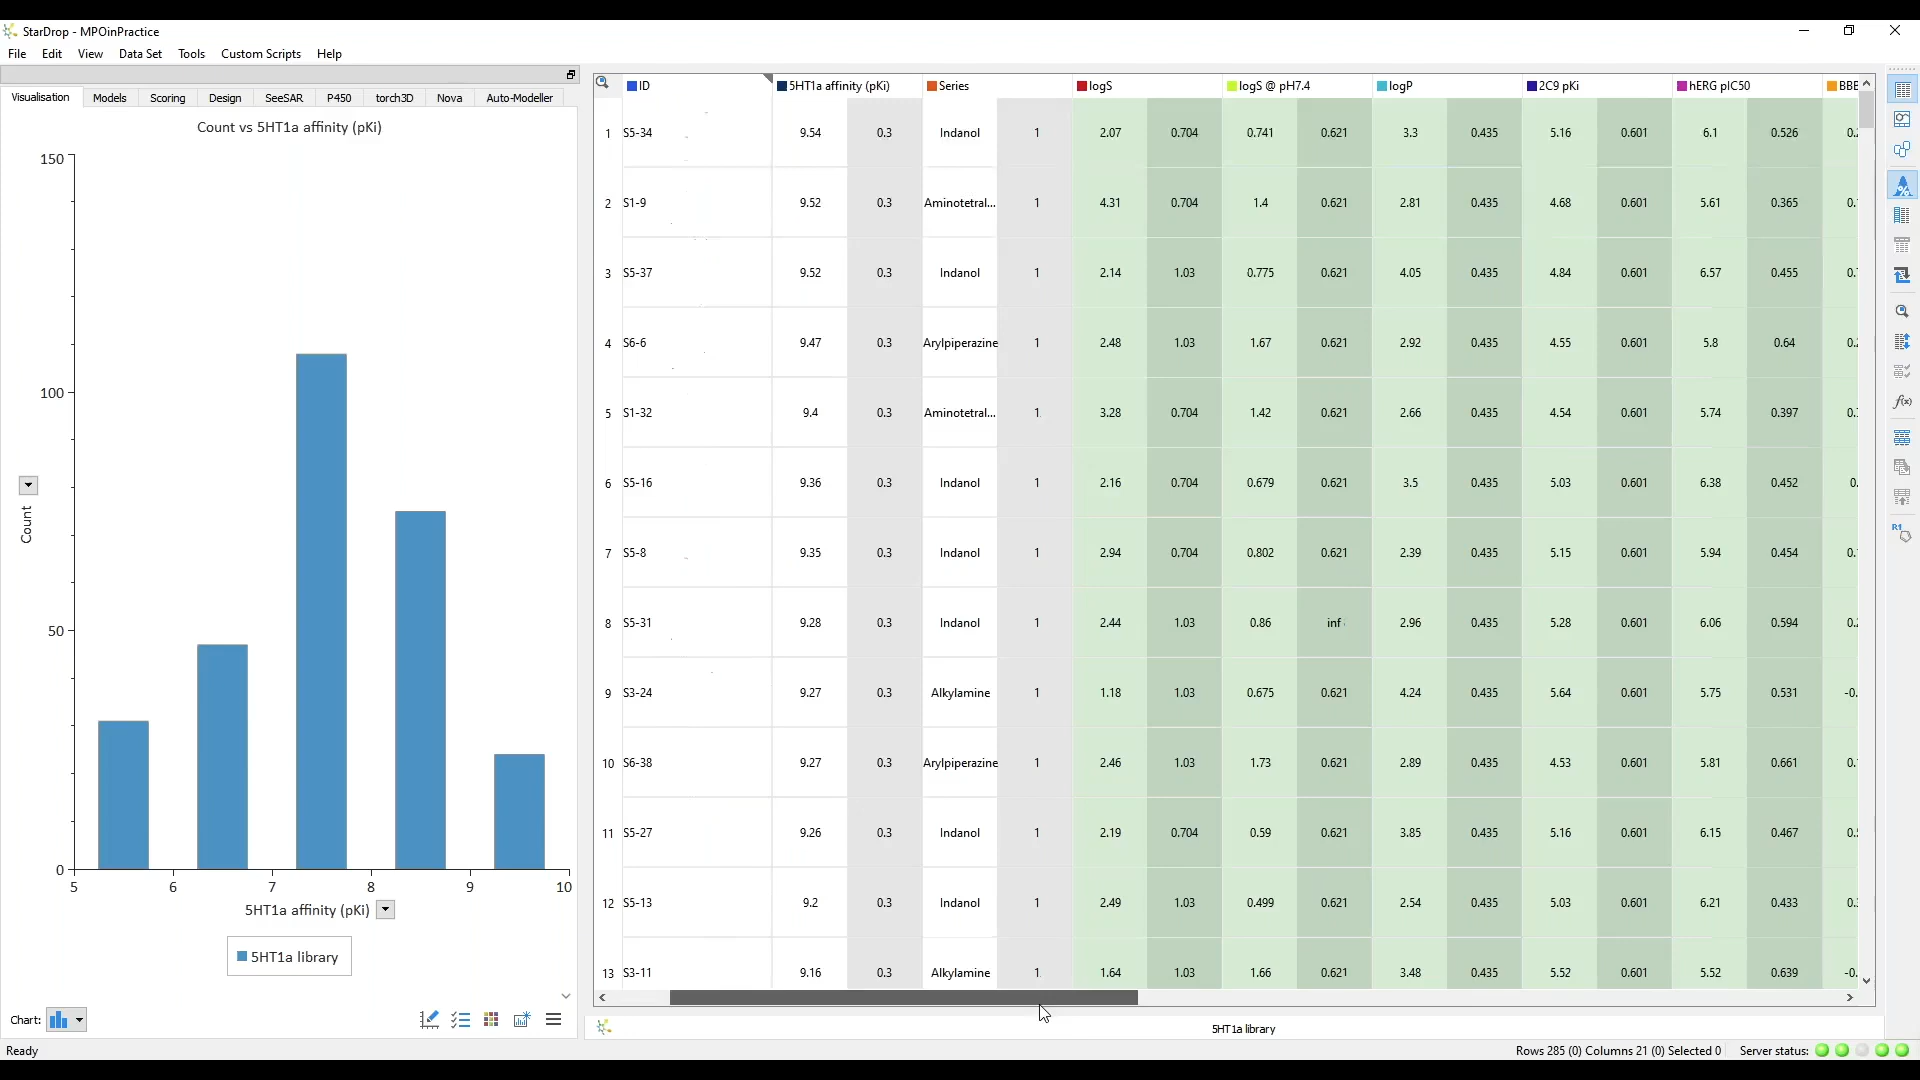 StarDrop - MPOinPractice
File Edit View Data Set Tools Custom Scripts Help
Visualisation Models Scoring Design SeeSAR P450 torch3D Nova Auto-Modeller
Count vs 5HT1a affinity (pKi)
150
100
50
0
Count
5 6 7 8 9 10
5HT1a affinity (pKi)
5HT1a library
Chart:
ID 5HT1a affinity (pKi) Series logS logS @ pH7.4 logP 2C9 pKi hERG pIC50
1 S5-34 9.54 0.3 Indanol 1 2.07 0.704 0.741 0.621 3.3 0.435 5.16 0.601 6.1 0.526
2 S1-9 9.52 0.3 Aminotetral... 1 4.31 0.704 1.4 0.621 2.81 0.435 4.68 0.601 5.61 0.365
3 S5-37 9.52 0.3 Indanol 1 2.14 1.03 0.775 0.621 4.05 0.435 4.84 0.601 6.57 0.455
4 S6-6 9.47 0.3 Arylpiperazine 1 2.48 1.03 1.67 0.621 2.92 0.435 4.55 0.601 5.8 0.64
5 S1-32 9.4 0.3 Aminotetral... 1 3.28 0.704 1.42 0.621 2.66 0.435 4.54 0.601 5.74 0.397
6 S5-16 9.36 0.3 Indanol 1 2.16 0.704 0.679 0.621 3.5 0.435 5.03 0.601 6.38 0.452
7 S5-8 9.35 0.3 Indanol 1 2.94 0.704 0.802 0.621 2.39 0.435 5.15 0.601 5.94 0.454
8 S5-31 9.28 0.3 Indanol 1 2.44 1.03 0.86 inf 2.96 0.435 5.28 0.601 6.06 0.594
9 S3-24 9.27 0.3 Alkylamine 1 1.18 1.03 0.675 0.621 4.24 0.435 5.64 0.601 5.75 0.531
10 S6-38 9.27 0.3 Arylpiperazine 1 2.46 1.03 1.73 0.621 2.89 0.435 4.53 0.601 5.81 0.661
11 S5-27 9.26 0.3 Indanol 1 2.19 0.704 0.59 0.621 3.85 0.435 5.16 0.601 6.15 0.467
12 S5-13 9.2 0.3 Indanol 1 2.49 1.03 0.499 0.621 2.54 0.435 5.03 0.601 6.21 0.433
13 S3-11 9.16 0.3 Alkylamine 1 1.64 1.03 1.66 0.621 3.48 0.435 5.52 0.601 5.52 0.639
5HT1a library
f(x)
R1
Ready
Rows 285 (0) Columns 21 (0) Selected 0 Server status: